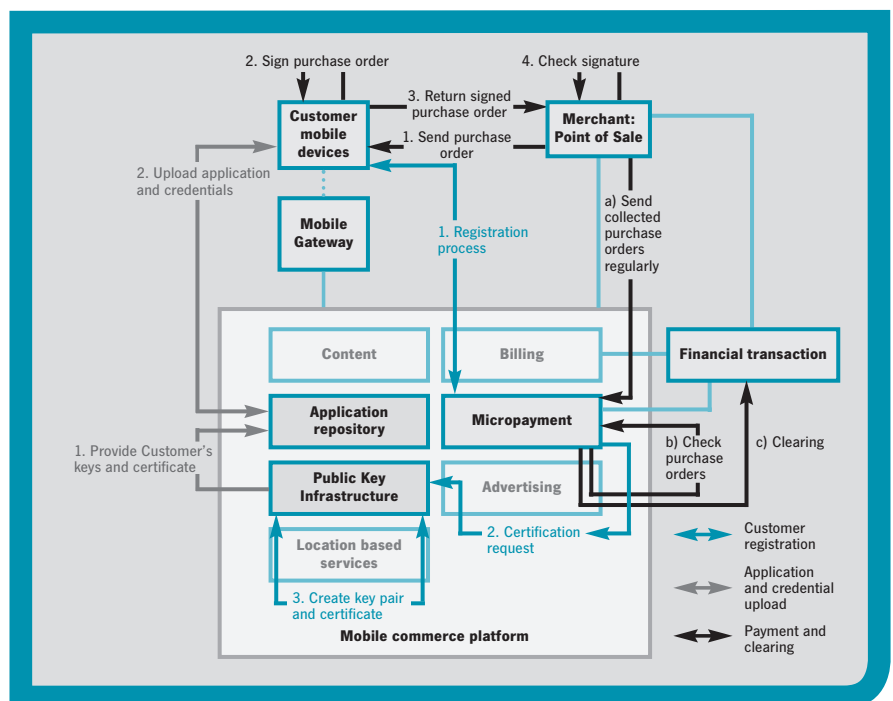 2. Sign purchase order
4. Check signature
Customer
mobile
devices
3. Return signed
purchase order
1. Send purchase
order
Merchant:
Point of Sale
2. Upload application
and credentials
Mobile
Gateway
1. Registration
process
a) Send
collected
purchase
orders
regularly
Content
Billing
Financial transaction
Application
repository
Micropayment
1. Provide Customer's
keys and certificate
b) Check
purchase
orders
c) Clearing
Public Key
Infrastructure
Advertising
2. Certification
request
Location based
services
3. Create key pair
and certificate
Mobile commerce platform
Customer
registration
Application
and credential
upload
Payment and
clearing